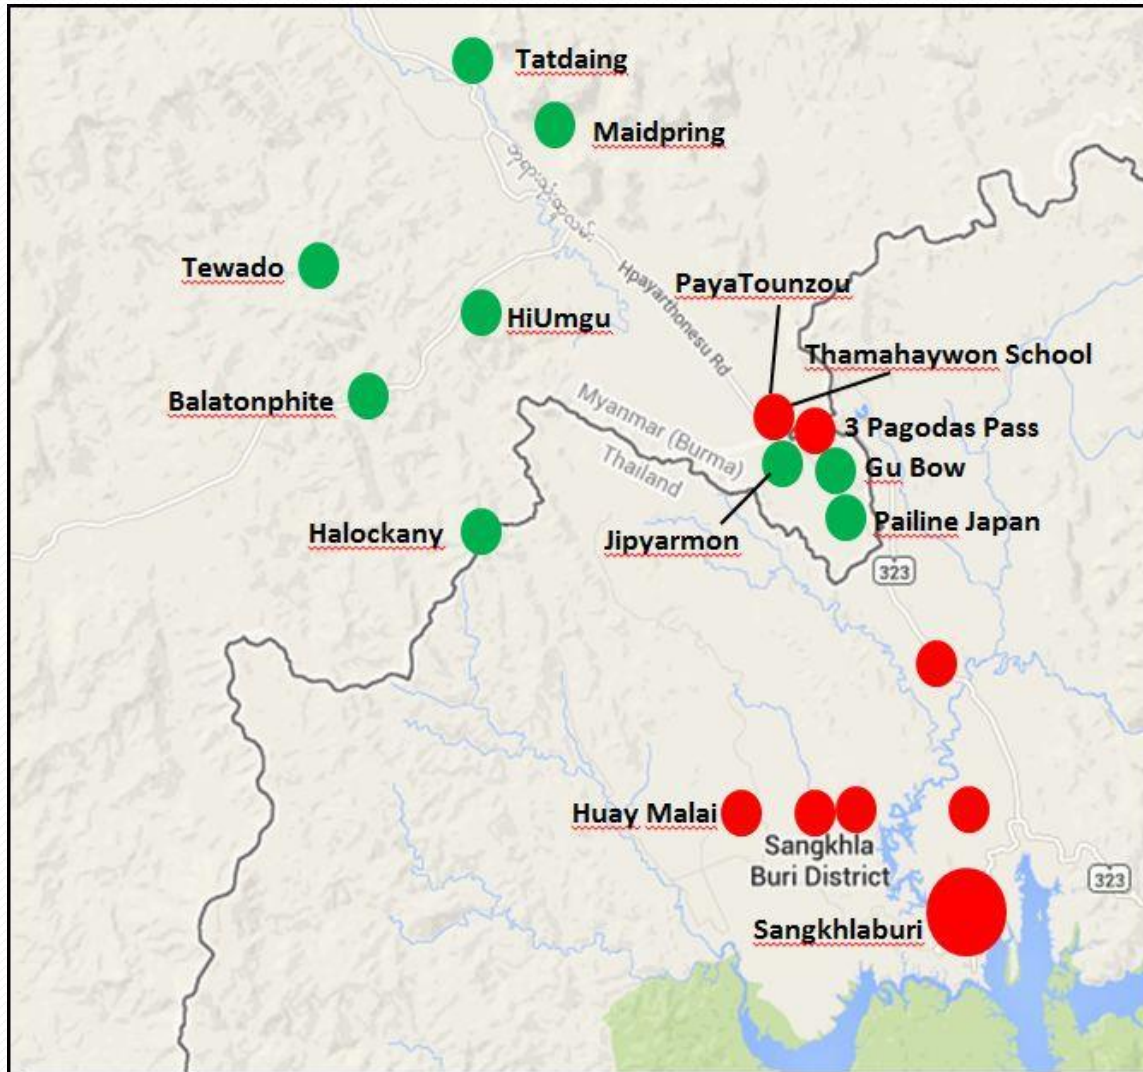 Tatdaing
Maidpring
Tewado
HiUmgu
Hpayarthonesu Rd
PayaTounzou
Thamahaywon School
Balatonphite
Myanmar (Burma)
Thailand
3 Pagodas Pass
Gu Bow
Pailine Japan
Halockany
Jipyarmon
323
Huay Malai
Sangkhla
Buri District
323
Sangkhlaburi